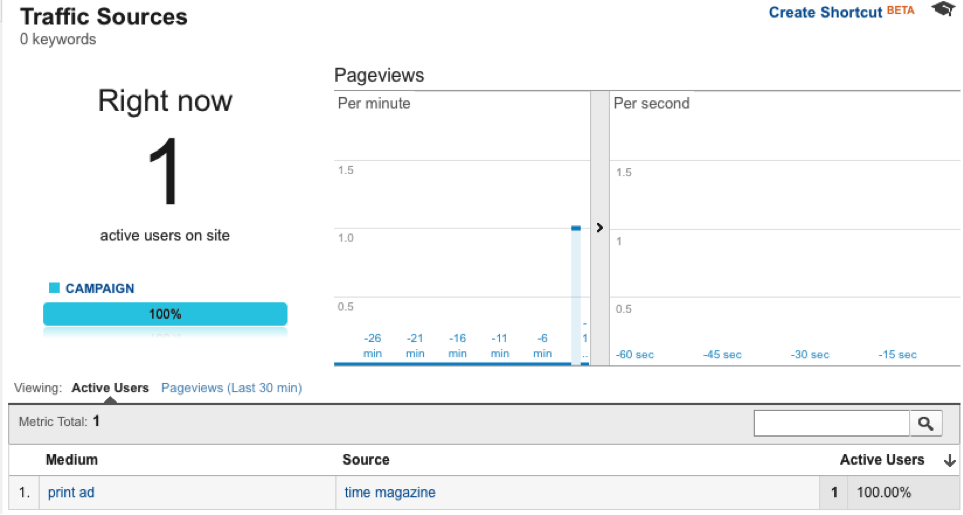 Traffic Sources
Create Shortcut BETA
0 keywords
Right now
1
active users on site
CAMPAIGN
100%
Pageviews
Per minute
Per second
1.5
1.5
1.0
1
0.5
0.5
-26 min
-21 min
-16 min
-11 min
-6 min
-1 ...
-60 sec
-45 sec
-30 sec
-15 sec
Viewing: Active Users Pageviews (Last 30 min)
Metric Total: 1
Medium Source Active Users
1. print ad time magazine 1 100.00%